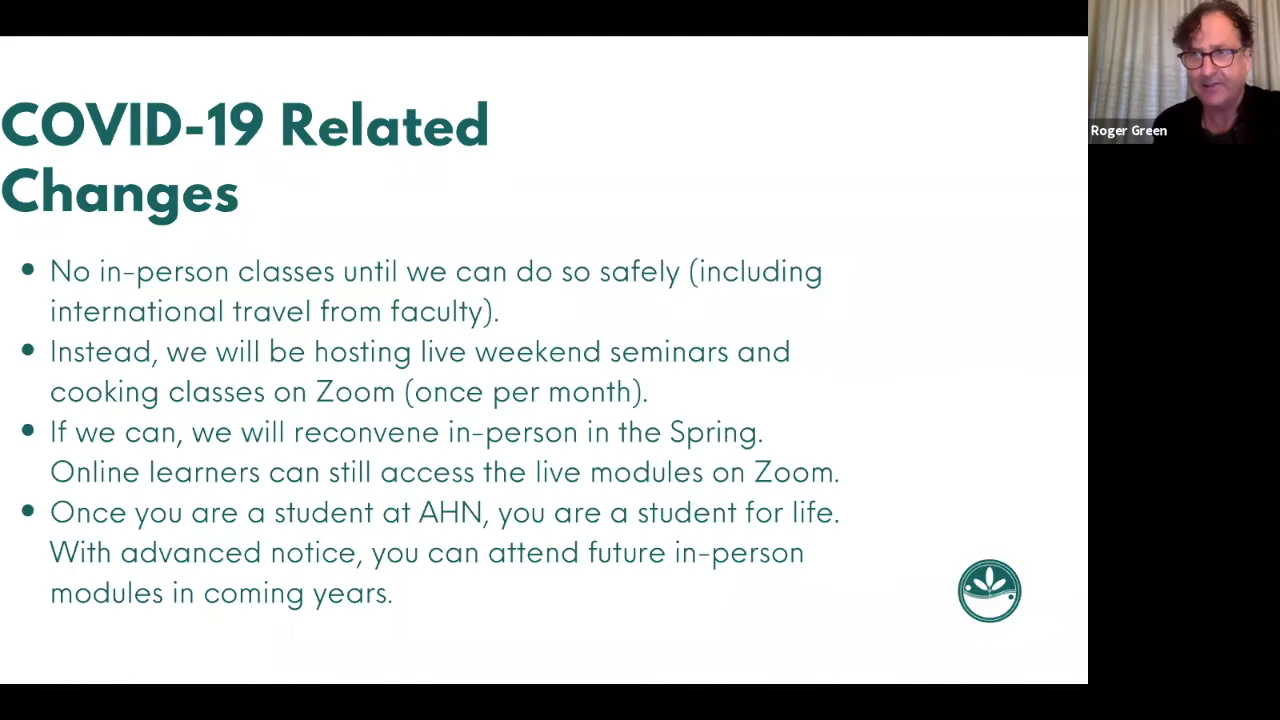 COVID-19 Related
Changes
• No in-person classes until we can do so safely (including
international travel from faculty).
• Instead, we will be hosting live weekend seminars and
cooking classes on Zoom (once per month).
• If we can, we will reconvene in-person in the Spring.
Online learners can still access the live modules on Zoom.
• Once you are a student at AHN, you are a student for life.
With advanced notice, you can attend future in-person
modules in coming years.
Roger Green